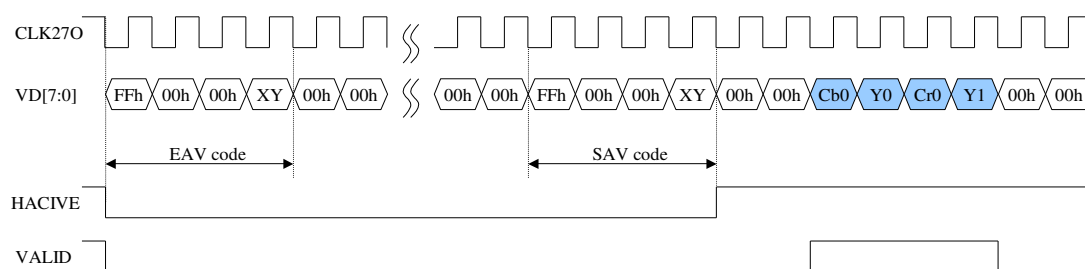 CLK27O
VD[7:0] FFh 00h 00h XY 00h 00h 00h 00h FFh 00h 00h XY 00h 00h Cb0 Y0 Cr0 Y1 00h 00h
EAV code SAV code
HACIVE
VALID